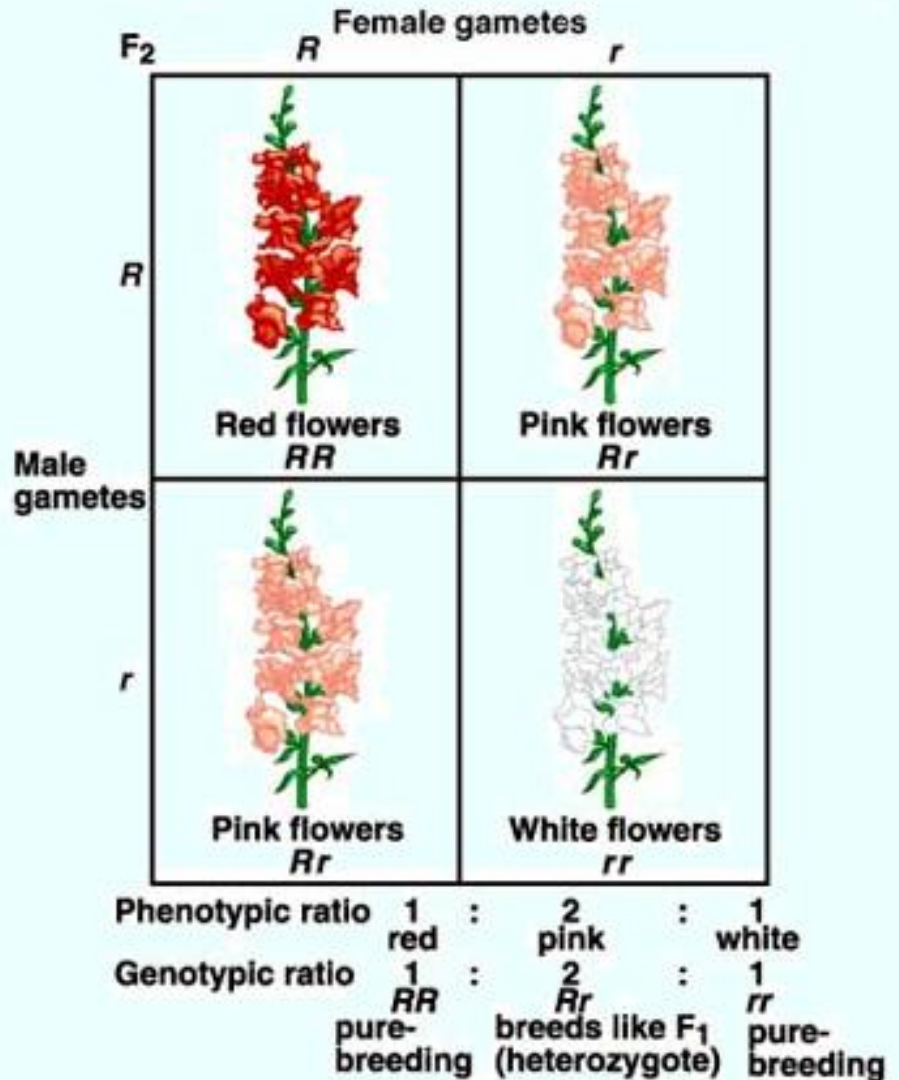 Female gametes
F2 R r
R
Red flowers
RR
Pink flowers
Rr
Male
gametes
r
Pink flowers
Rr
White flowers
rr
Phenotypic ratio 1 : 2 : 1
red pink white
Genotypic ratio 1 : 2 : 1
RR Rr rr
pure-
breeding
breeds like F1
(heterozygote)
pure-
breeding